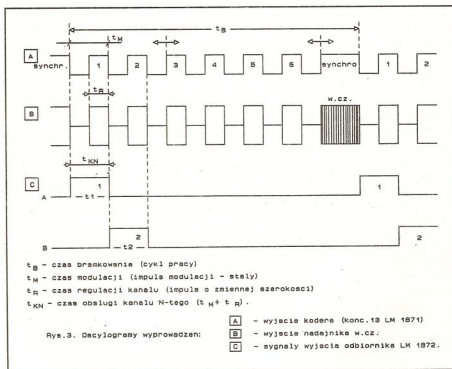 t_B
t_M
A
synchr. 1 2 3 4 5 6 synchro 1 2
t_R
w.cz.
B
t_KN
C
1 1
A
t1
2 2
B
t2
t_B - czas bramkowania (cykl pracy)
t_M - czas modulacji (impuls modulacji - staly)
t_R - czas regulacji kanalu (impuls o zmiennej szerokosci)
t_KN - czas obslugi kanalu N-tego (t_M + t_R).
A - wyjscie kodera (konc.13 LM 1871)
Rys.3. Oscylogramy wyprowadzen: B - wyjscie nadajnika w.cz.
C - sygnaly wyjscia odbiornika LM 1872.